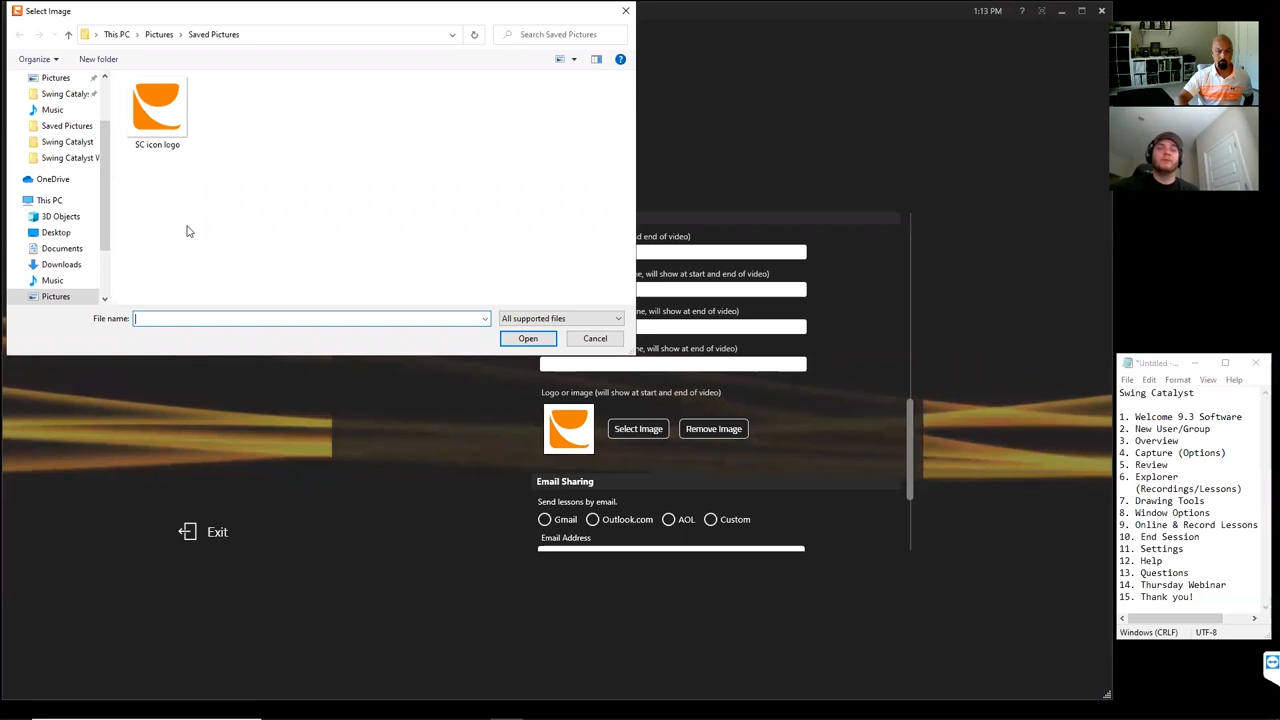 Select Image
This PC
Pictures
Saved Pictures
Search Saved Pictures
Organize
New folder
Pictures
Swing Catalys
Music
Saved Pictures
Swing Catalyst
Swing Catalyst V
OneDrive
This PC
3D Objects
Desktop
Documents
Downloads
Music
Pictures
SC icon logo
File name:
All supported files
Open
Cancel
1:13 PM
d end of video)
e, will show at start and end of video)
ne, will show at end of video)
ne, will show at end of video)
Logo or image (will show at start and end of video)
Select Image
Remove Image
Email Sharing
Send lessons by email.
Gmail
Outlook.com
AOL
Custom
Email Address
Exit
*Untitled - ...
File Edit Format View Help
Swing Catalyst
1. Welcome 9.3 Software
2. New User/Group
3. Overview
4. Capture (Options)
5. Review
6. Explorer
(Recordings/Lessons)
7. Drawing Tools
8. Window Options
9. Online & Record Lessons
10. End Session
11. Settings
12. Help
13. Questions
14. Thursday Webinar
15. Thank you!
Windows (CRLF)
UTF-8